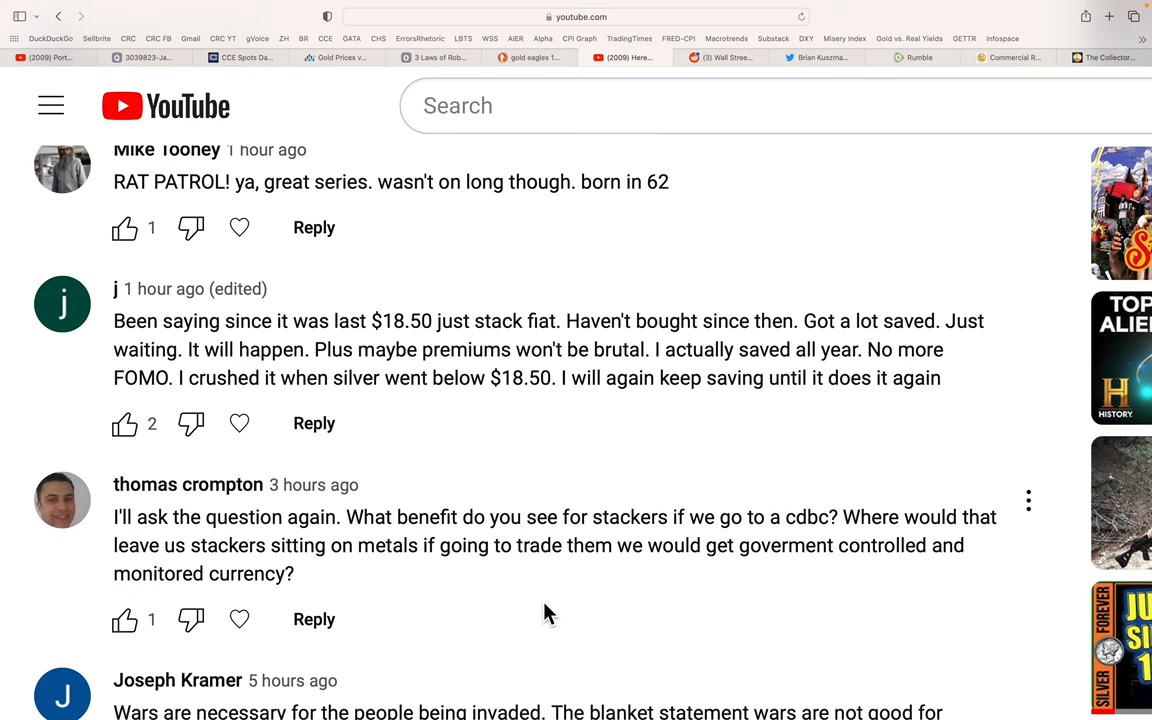 youtube.com
DuckDuckGo Sellbrite CRC CRC FB Gmail CRC YT gVoice ZH BR CCE GATA CHS ErrorsRhetoric LBTS WSS AIER Alpha CPI Graph TradingTimes FRED-CPI Macrotrends Substack DXY Misery Index Gold vs. Real Yields GETTR Infospace
(2009) Port... 3039823-Ja... CCE Spots Da... Gold Prices v... 3 Laws of Rob... gold eagles 1... (2009) Here... (3) Wall Stree... Brian Kuszma... Rumble Commercial R... The Collector...
YouTube
Search
Mike Tooney 1 hour ago
RAT PATROL! ya, great series. wasn't on long though. born in 62
1 Reply
j 1 hour ago (edited)
j
Been saying since it was last $18.50 just stack fiat. Haven't bought since then. Got a lot saved. Just
waiting. It will happen. Plus maybe premiums won't be brutal. I actually saved all year. No more
FOMO. I crushed it when silver went below $18.50. I will again keep saving until it does it again
2 Reply
thomas crompton 3 hours ago
I'll ask the question again. What benefit do you see for stackers if we go to a cdbc? Where would that
leave us stackers sitting on metals if going to trade them we would get goverment controlled and
monitored currency?
1 Reply
Joseph Kramer 5 hours ago
J
Wars are necessary for the people being invaded. The blanket statement wars are not good for
TOP
ALIE
H
HISTORY
SILVER FOREVER
JU
SI
1